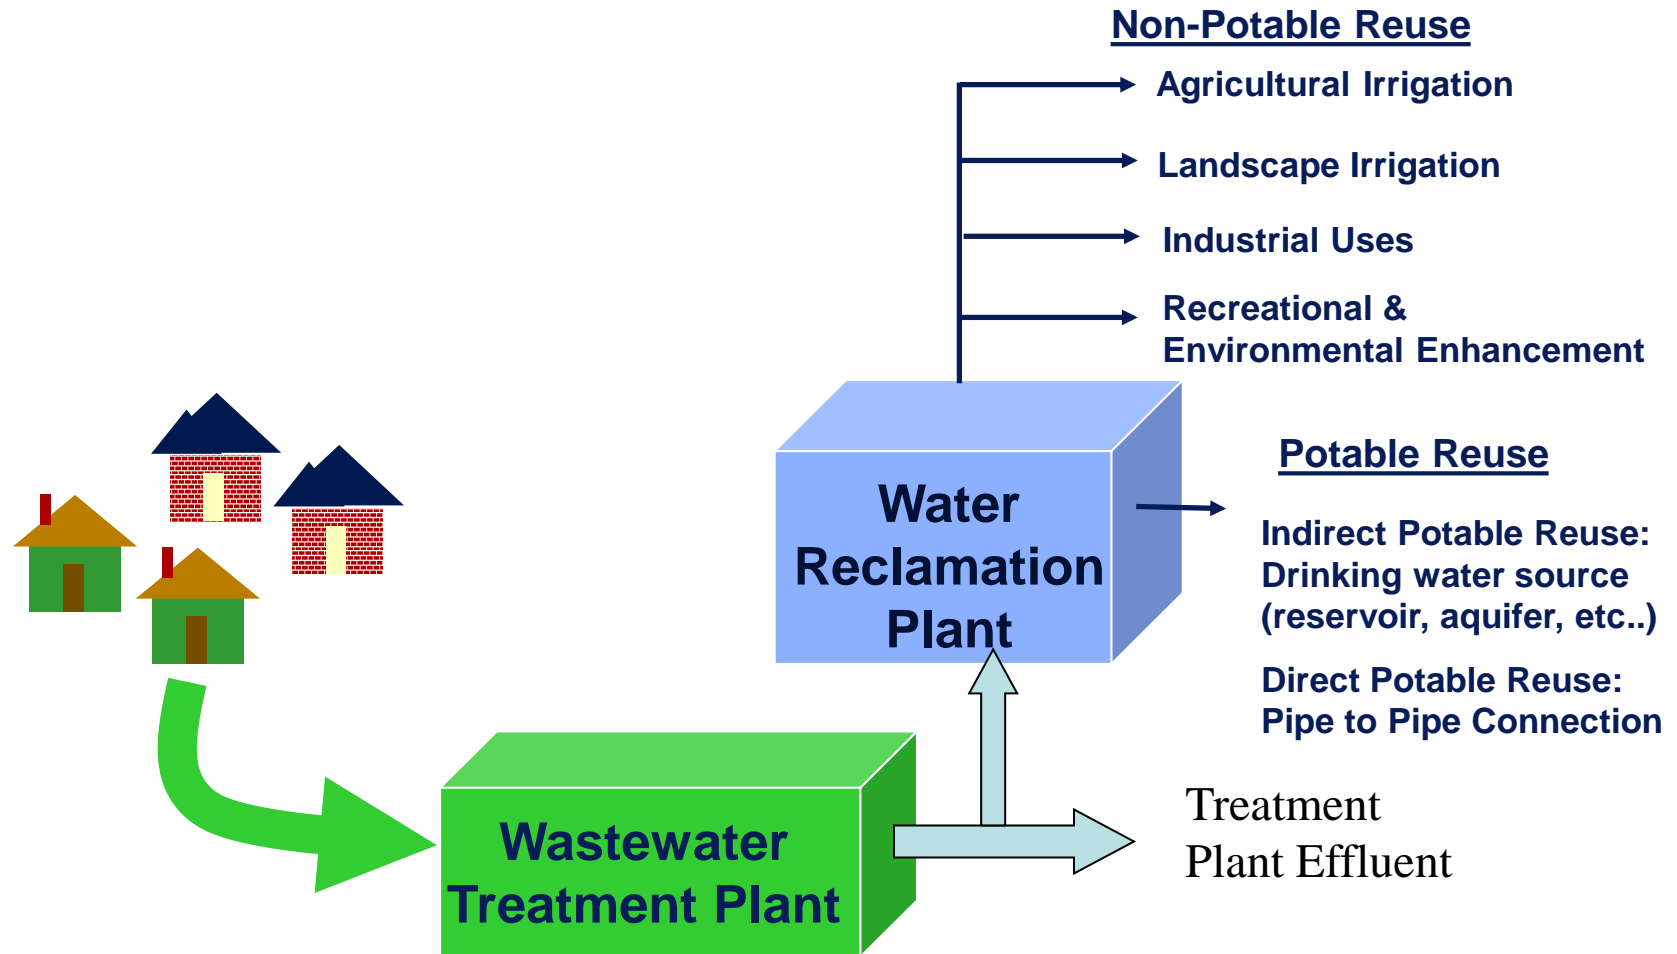 Non-Potable Reuse
Agricultural Irrigation
Landscape Irrigation
Industrial Uses
Recreational &
Environmental Enhancement
Potable Reuse
Indirect Potable Reuse:
Drinking water source
(reservoir, aquifer, etc..)
Direct Potable Reuse:
Pipe to Pipe Connection
Water
Reclamation
Plant
Treatment
Plant Effluent
Wastewater
Treatment Plant